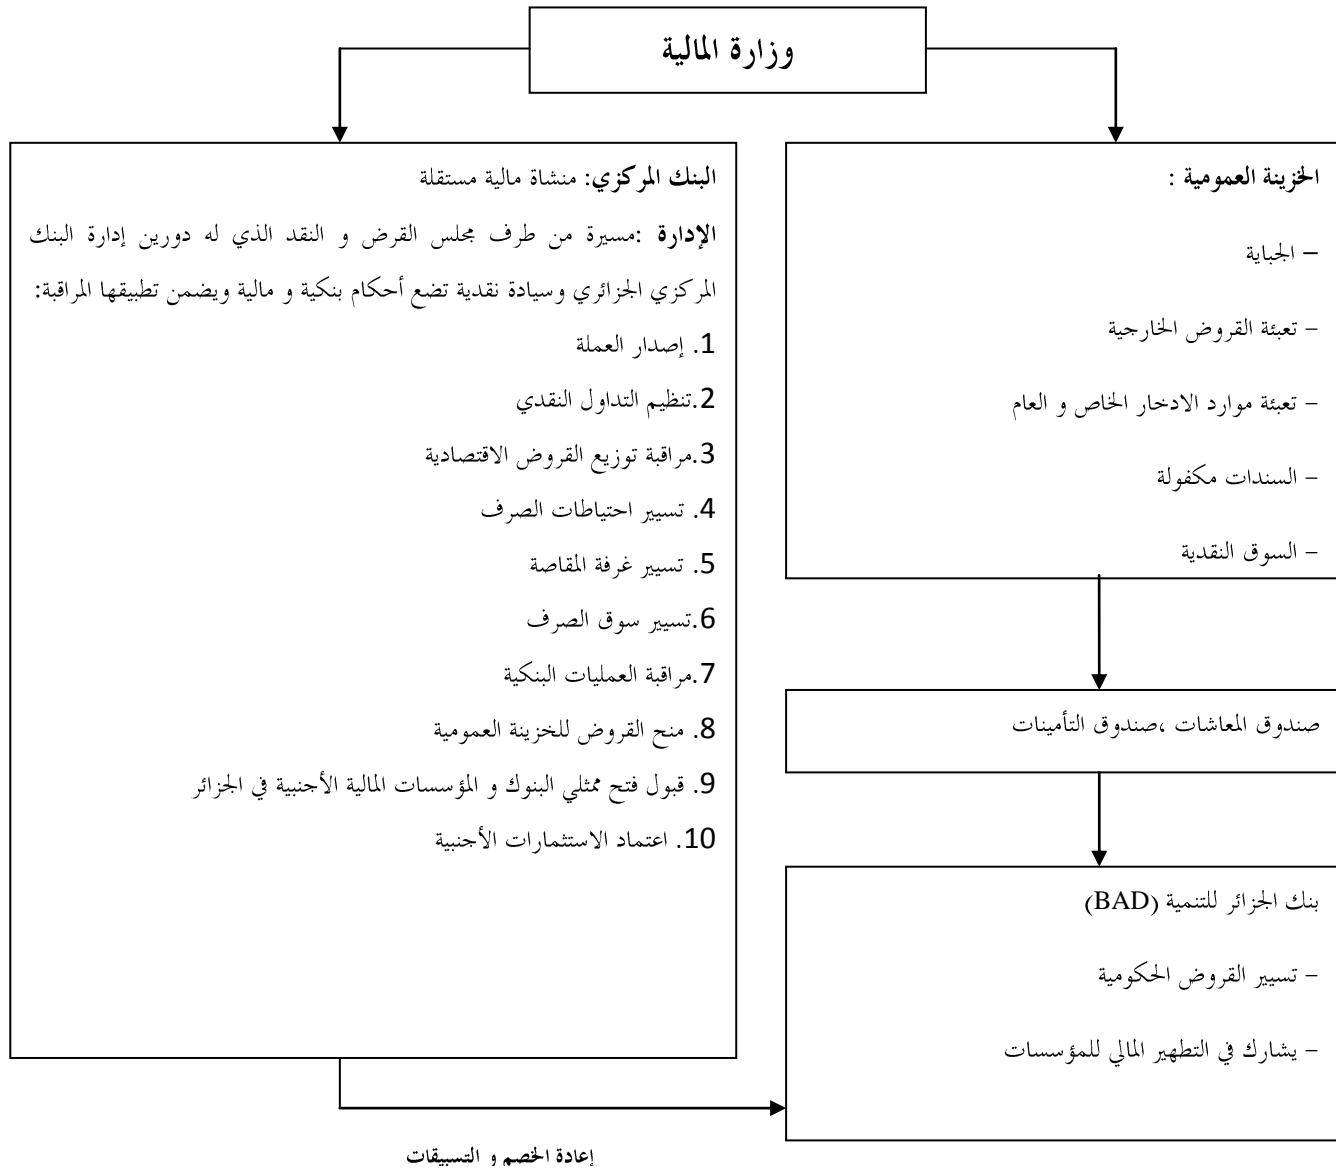 وزارة المالية
الخزينة العمومية :
– الجباية
– تعبئة القروض الخارجية
– تعبئة موارد الادخار الخاص و العام
– السندات مكفولة
– السوق النقدية
صندوق المعاشات ،صندوق التأمينات
بنك الجزائر للتنمية (BAD)
– تسيير القروض الحكومية
– يشارك في التطهير المالي للمؤسسات
البنك المركزي: منشاة مالية مستقلة
الإدارة :مسيرة من طرف مجلس القرض و النقد الذي له دورين إدارة البنك
المركزي الجزائري وسيادة نقدية تضع أحكام بنكية و مالية ويضمن تطبيقها المراقبة:
1. إصدار العملة
2.تنظيم التداول النقدي
3.مراقبة توزيع القروض الاقتصادية
4. تسيير احتياطات الصرف
5. تسيير غرفة المقاصة
6.تسيير سوق الصرف
7.مراقبة العمليات البنكية
8. منح القروض للخزينة العمومية
9. قبول فتح ممثلي البنوك و المؤسسات المالية الأجنبية في الجزائر
10. اعتماد الاستثمارات الأجنبية
إعادة الخصم و التسبيقات